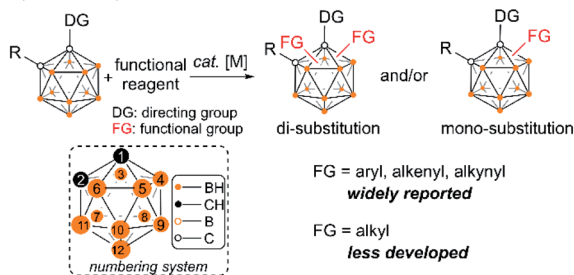 DG
R
+ functional reagent
cat. [M]
DG: directing group
FG: functional group
DG
FG
FG
R
di-substitution
and/or
DG
FG
R
mono-substitution
1
2
3
4
5
6
7
8
9
10
11
12
BH
CH
B
C
numbering system
FG = aryl, alkenyl, alkynyl
widely reported
FG = alkyl
less developed